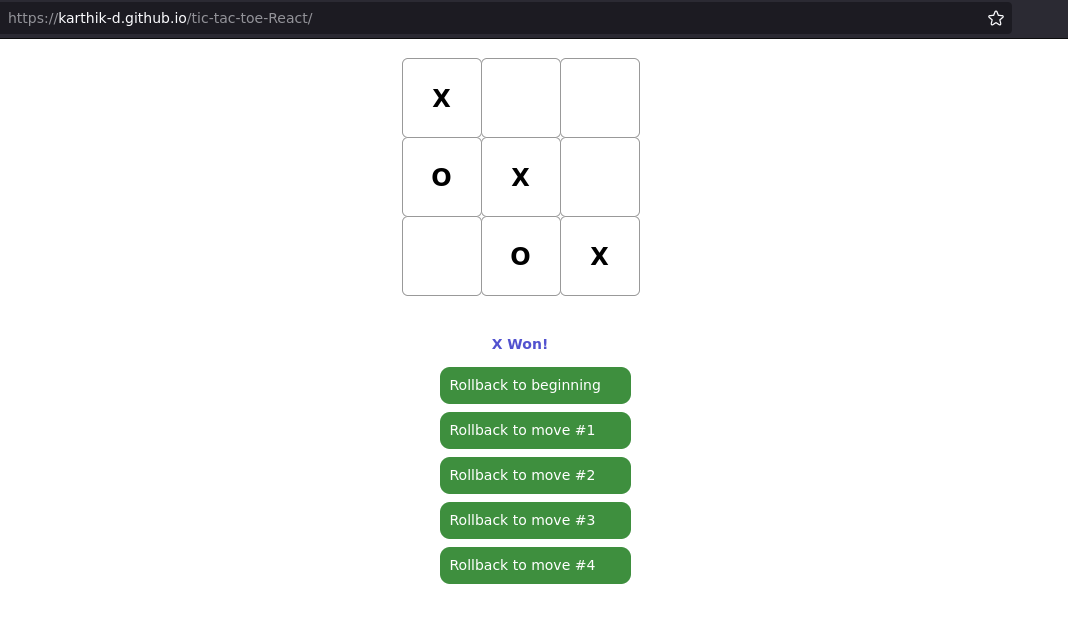 https://karthik-d.github.io/tic-tac-toe-React/
X
O X
O X
X Won!
Rollback to beginning
Rollback to move #1
Rollback to move #2
Rollback to move #3
Rollback to move #4